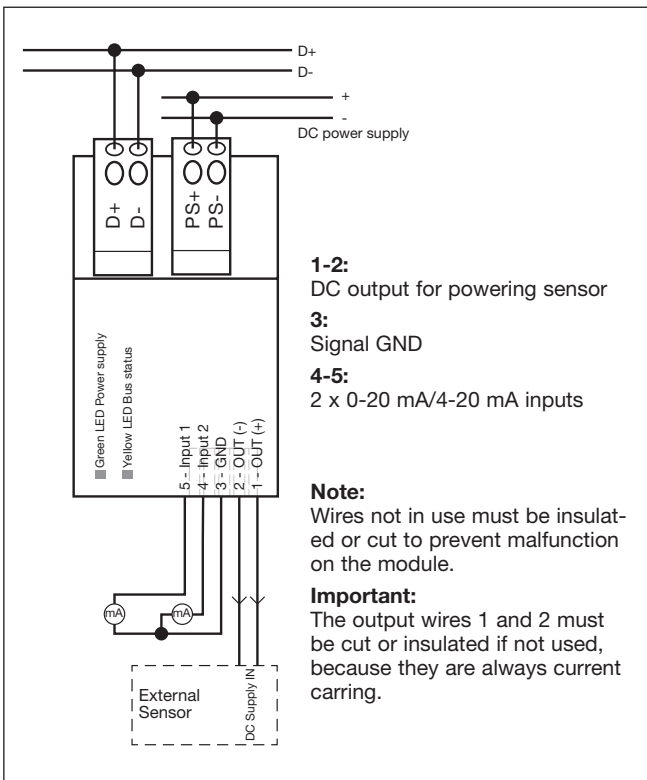 D+
D-
+
-
DC power supply
D+
D-
PS+
PS-
1-2:
DC output for powering sensor
3:
Signal GND
4-5:
2 x 0-20 mA/4-20 mA inputs
Green LED Power supply
Yellow LED Bus status
5 - Input 1
4 - Input 2
3 - GND
2 - OUT (-)
1 - OUT (+)
Note:
Wires not in use must be insulat-
ed or cut to prevent malfunction
on the module.
Important:
The output wires 1 and 2 must
be cut or insulated if not used,
because they are always current
carring.
mA
mA
External
Sensor
DC Supply IN